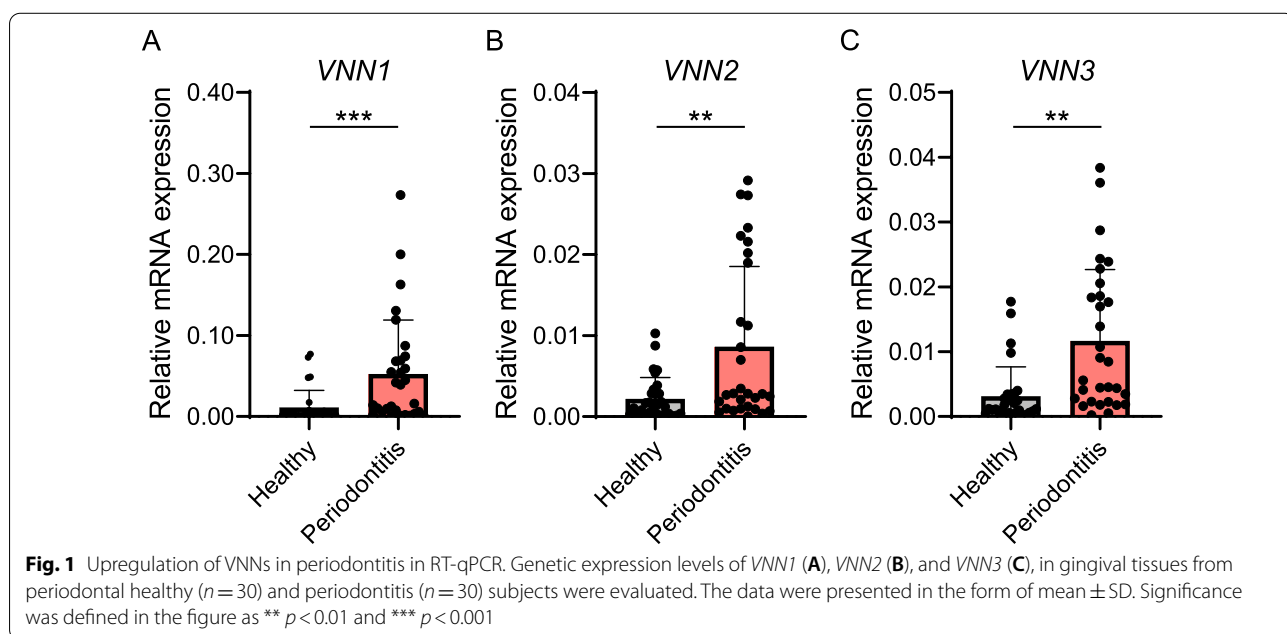 A
VNN1
Relative mRNA expression
0.40
0.30
0.20
0.10
0.00
***
Healthy
Periodontitis
B
VNN2
Relative mRNA expression
0.04
0.03
0.02
0.01
0.00
**
Healthy
Periodontitis
C
VNN3
Relative mRNA expression
0.05
0.04
0.03
0.02
0.01
0.00
**
Healthy
Periodontitis
Fig. 1 Upregulation of VNNs in periodontitis in RT-qPCR. Genetic expression levels of VNN1 (A), VNN2 (B), and VNN3 (C), in gingival tissues from
periodontal healthy (n = 30) and periodontitis (n = 30) subjects were evaluated. The data were presented in the form of mean ± SD. Significance
was defined in the figure as ** p < 0.01 and *** p < 0.001